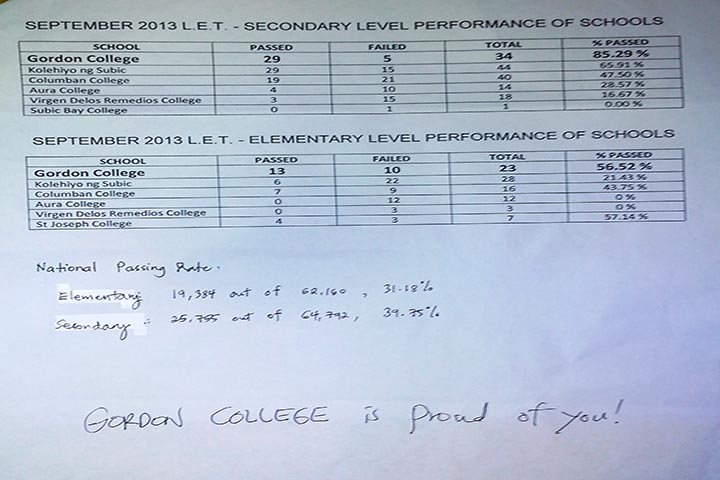 SEPTEMBER 2013 L.E.T. - SECONDARY LEVEL PERFORMANCE OF SCHOOLS
SCHOOL PASSED FAILED TOTAL % PASSED
Gordon College 29 5 34 85.29 %
Kolehiyo ng Subic 29 15 44 65.91 %
Columban College 19 21 40 47.50 %
Aura College 4 10 14 28.57 %
Virgen Delos Remedios College 3 15 18 16.67 %
Subic Bay College 0 1 1 0.00 %
SEPTEMBER 2013 L.E.T. - ELEMENTARY LEVEL PERFORMANCE OF SCHOOLS
SCHOOL PASSED FAILED TOTAL % PASSED
Gordon College 13 10 23 56.52 %
Kolehiyo ng Subic 6 22 28 21.43 %
Columban College 7 9 16 43.75 %
Aura College 0 12 12 0 %
Virgen Delos Remedios College 0 3 3 0 %
St Joseph College 4 3 7 57.14 %
National Passing Rate.
Elementary 19,384 out of 62,160, 31.18%
Secondary : 25,755 out of 64,792, 39.75%
GORDON COLLEGE is proud of you!